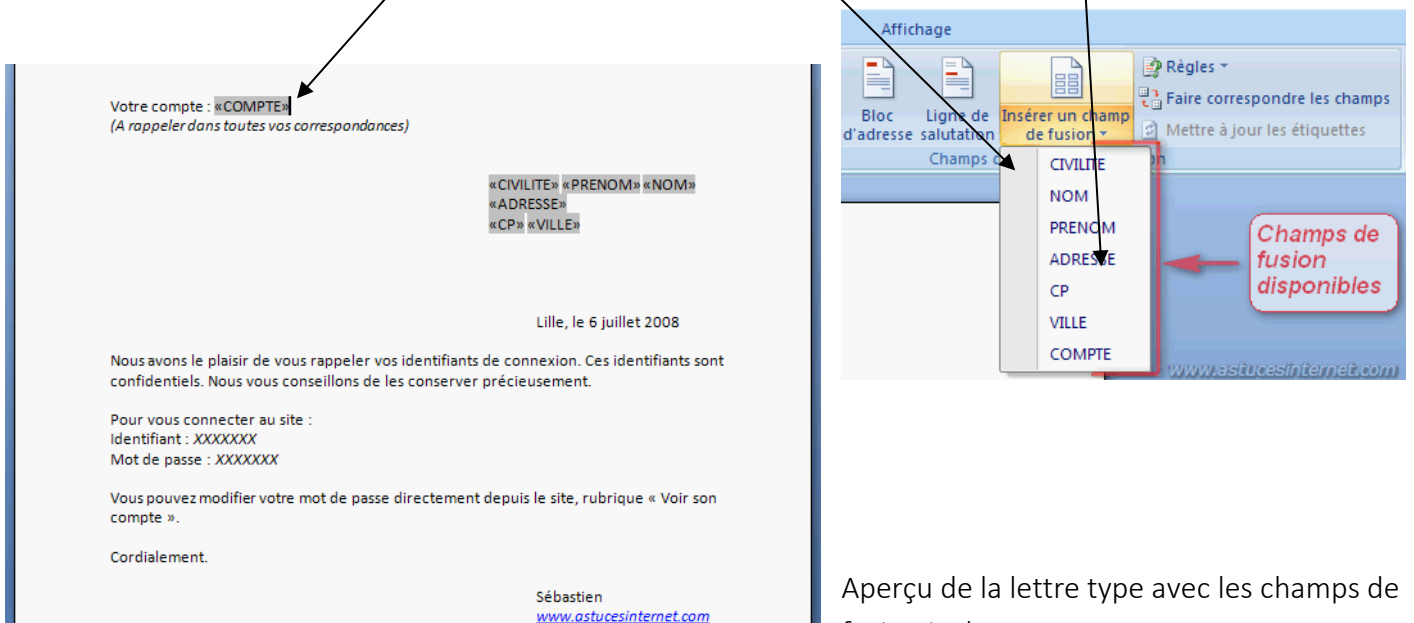 Votre compte : «COMPTE»
(A rappeler dans toutes vos correspondances)
«CIVILITE» «PRENOM» «NOM»
«ADRESSE»
«CP» «VILLE»
Lille, le 6 juillet 2008
Nous avons le plaisir de vous rappeler vos identifiants de connexion. Ces identifiants sont
confidentiels. Nous vous conseillons de les conserver précieusement.
Pour vous connecter au site :
Identifiant : XXXXXXX
Mot de passe : XXXXXXX
Vous pouvez modifier votre mot de passe directement depuis le site, rubrique « Voir son
compte ».
Cordialement.
Sébastien
www.astucesinternet.com
Affichage
Bloc
d'adresse
Ligne de
salutation
Insérer un champ
de fusion
Règles
Faire correspondre les champs
Mettre à jour les étiquettes
Champs
CIVILITE
NOM
PRENOM
ADRESSE
CP
VILLE
COMPTE
Champs de
fusion
disponibles
www.astucesinternet.com
Aperçu de la lettre type avec les champs de